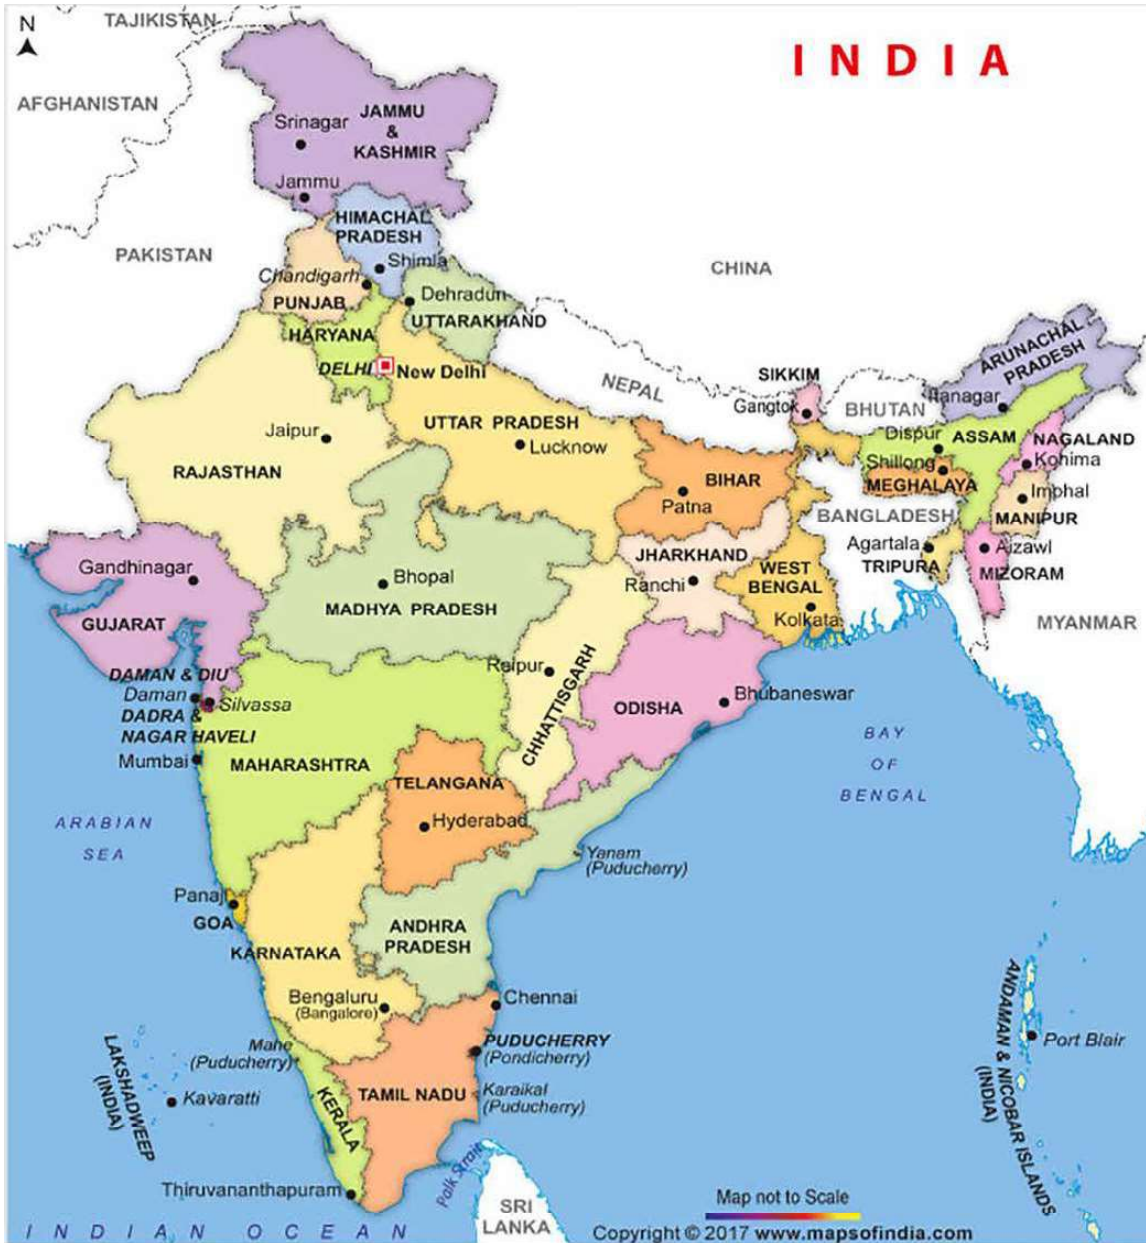 N
TAJIKISTAN
INDIA
AFGHANISTAN
JAMMU
&
KASHMIR
Srinagar
Jammu
HIMACHAL
PRADESH
PAKISTAN
Shimla
CHINA
Chandigarh
PUNJAB
Dehradun
UTTARAKHAND
HARYANA
DELHI
New Delhi
ARUNACHAL
PRADESH
SIKKIM
NEPAL
Gangtok
BHUTAN
Itanagar
UTTAR PRADESH
Jaipur
Lucknow
Dispur
ASSAM
NAGALAND
RAJASTHAN
BIHAR
Shillong
Kohima
MEGHALAYA
Patna
Imphal
BANGLADESH
MANIPUR
JHARKHAND
Agartala
Aizawl
Gandhinagar
Bhopal
Ranchi
WEST
BENGAL
TRIPURA
MIZORAM
MADHYA PRADESH
GUJARAT
Kolkata
MYANMAR
Raipur
CHHATTISGARH
DAMAN & DIU
Daman
Silvassa
DADRA &
NAGAR HAVELI
ODISHA
Bhubaneswar
Mumbai
MAHARASHTRA
BAY
OF
BENGAL
TELANGANA
Hyderabad
ARABIAN
SEA
Yanam
(Puducherry)
Panaji
GOA
ANDHRA
PRADESH
KARNATAKA
Bengaluru
(Bangalore)
Chennai
ANDAMAN & NICOBAR ISLANDS
(INDIA)
Port Blair
Mahe
(Puducherry)
PUDUCHERRY
(Pondicherry)
LAKSHADWEEP
(INDIA)
Kavaratti
KERALA
TAMIL NADU
Karaikal
(Puducherry)
Palk Strait
Thiruvananthapuram
SRI
LANKA
INDIAN OCEAN
Map not to Scale
Copyright © 2017 www.mapsofindia.com